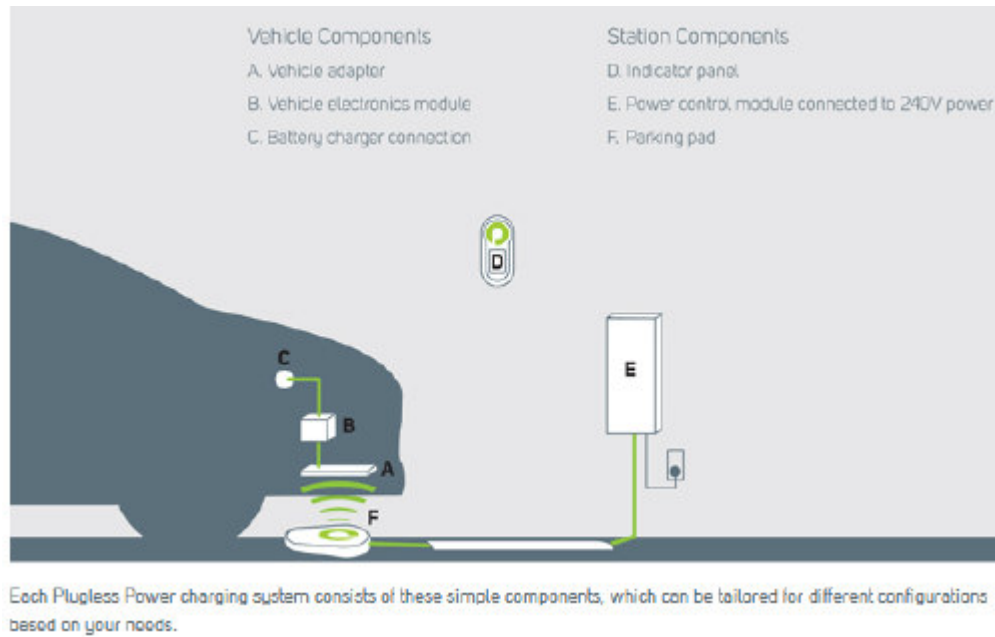 Vehicle Components
Station Components
A. Vehicle adapter
D. Indicator panel
B. Vehicle electronics module
E. Power control module connected to 240V power
C. Battery charger connection
F. Parking pad
D
C
E
B
A
F
Each Plugless Power charging system consists of these simple components, which can be tailored for different configurations
based on your needs.